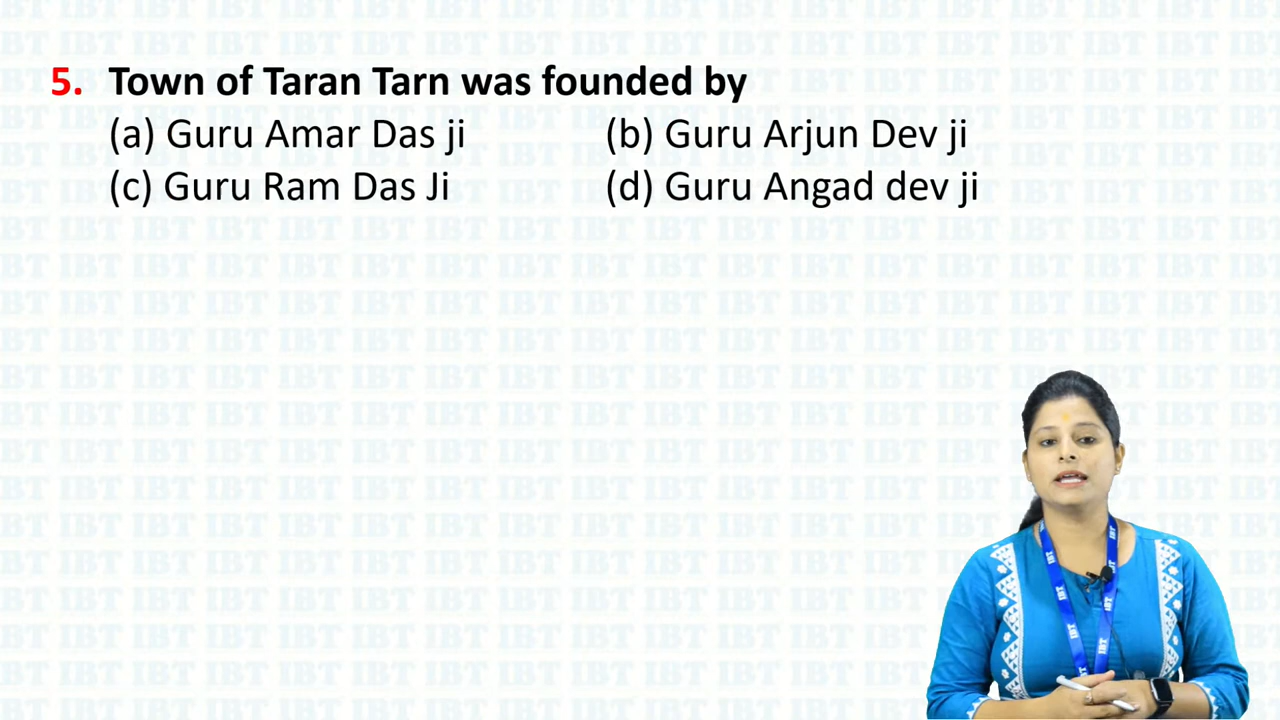 5. Town of Taran Tarn was founded by
(a) Guru Amar Das ji (b) Guru Arjun Dev ji
(c) Guru Ram Das Ji (d) Guru Angad dev ji
IBT